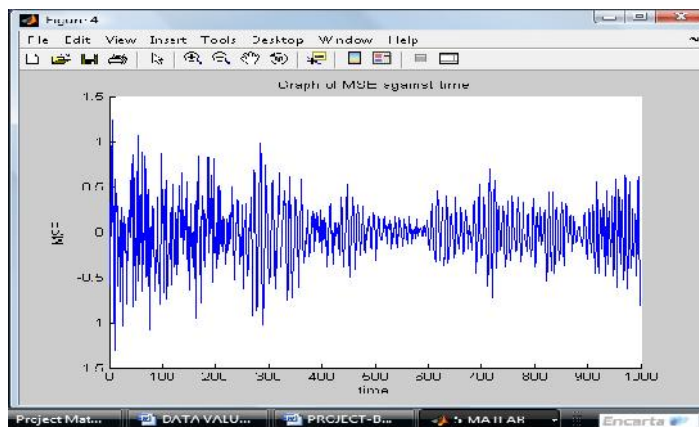 Figure 4
File Edit View Insert Tools Desktop Window Help
Graph of MSE against time
1.5
1
0.5
0
-0.5
-1
-1.5
MSE
0 100 200 300 400 500 600 700 800 900 1000
time
Project Mat... DATA VALU... PROJECT-B... 5 MATLAB Encarta